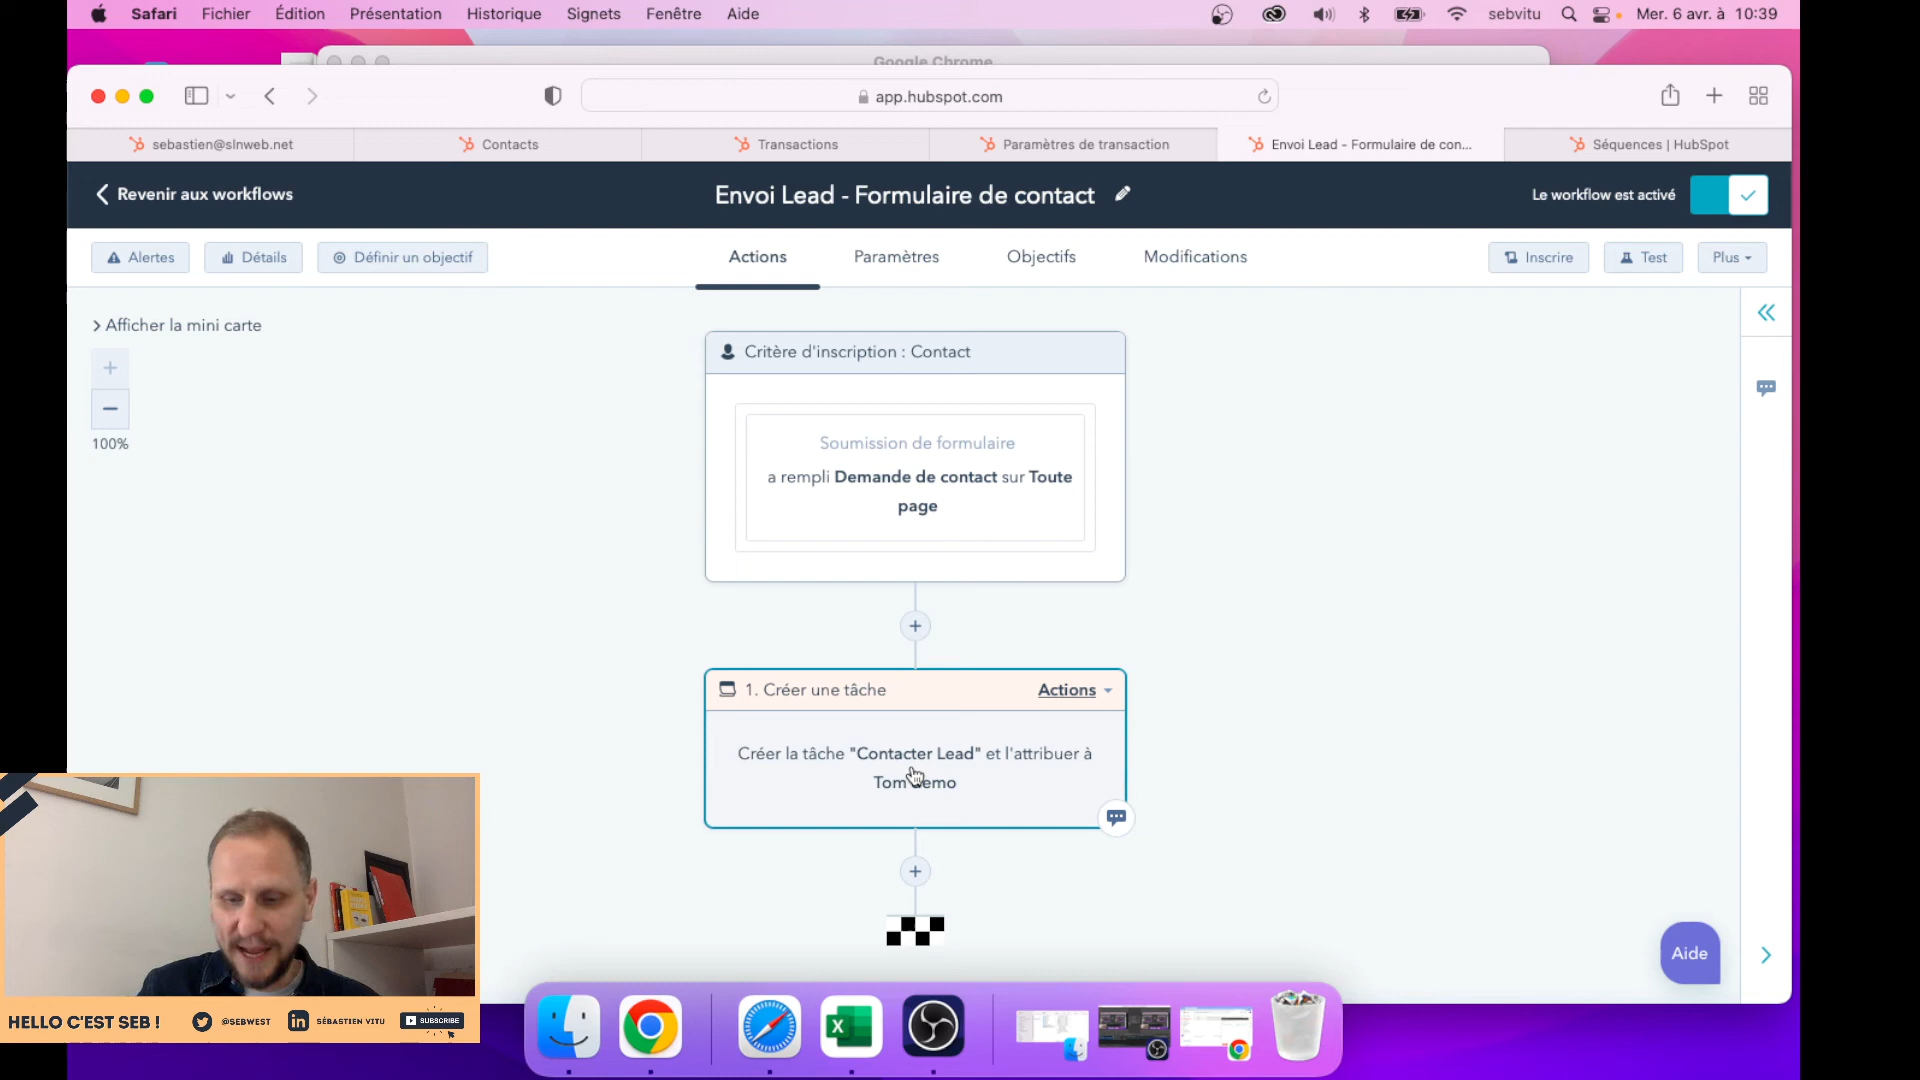 Safari Fichier Édition Présentation Historique Signets Fenêtre Aide sebvitu Mer. 6 avr. à 10:39
Google Chrome
app.hubspot.com
sebastien@slnweb.net Contacts Transactions Paramètres de transaction Envoi Lead - Formulaire de con... Séquences | HubSpot
Revenir aux workflows Envoi Lead - Formulaire de contact Le workflow est activé
Alertes Détails Définir un objectif Actions Paramètres Objectifs Modifications Inscrire Test Plus
Afficher la mini carte
+
−
100%
Critère d'inscription : Contact
Soumission de formulaire
a rempli Demande de contact sur Toute
page
+
1. Créer une tâche Actions
Créer la tâche "Contacter Lead" et l'attribuer à
Tom Demo
+
Aide
HELLO C'EST SEB ! @SEBWEST SÉBASTIEN VITU SUBSCRIBE